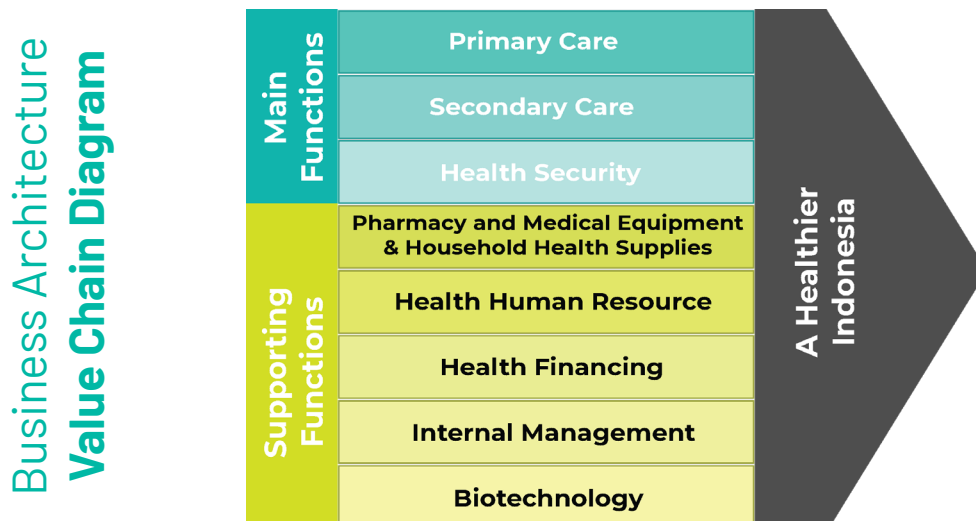 Business Architecture
Value Chain Diagram
Main
Functions
Primary Care
Secondary Care
Health Security
Supporting
Functions
Pharmacy and Medical Equipment
& Household Health Supplies
Health Human Resource
Health Financing
Internal Management
Biotechnology
A Healthier
Indonesia